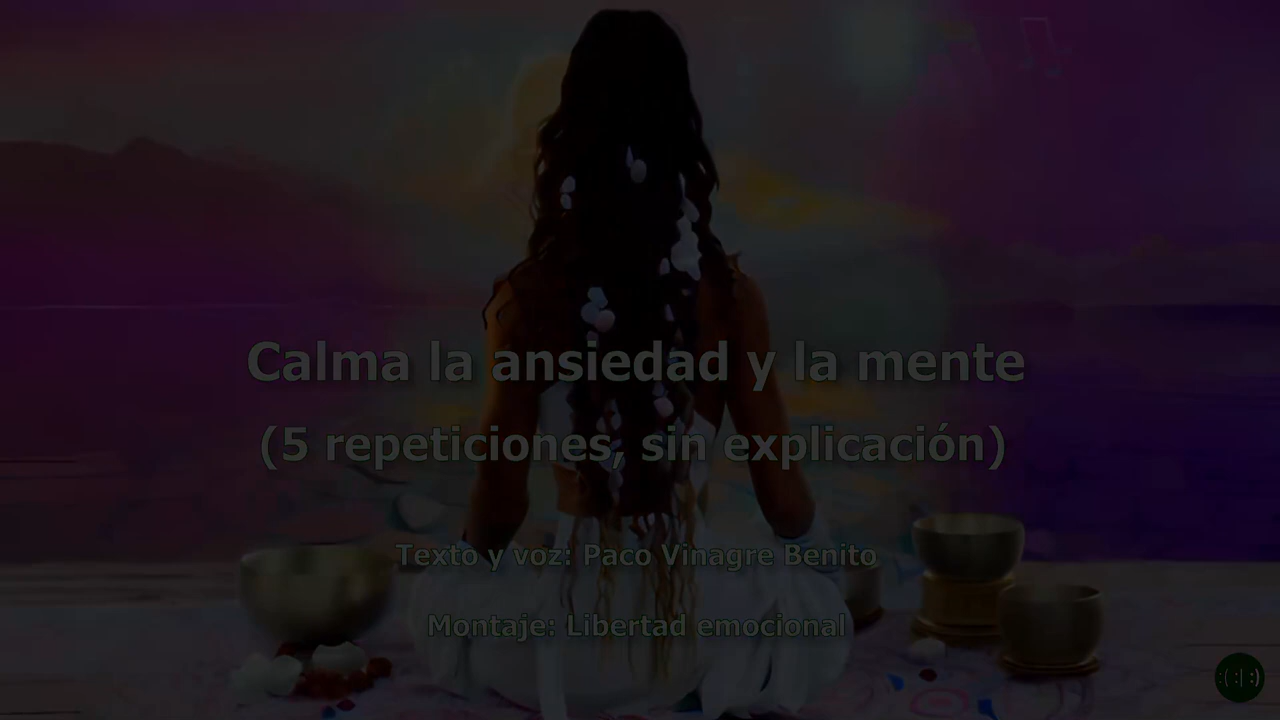 Calma la ansiedad y la mente
(5 repeticiones, sin explicación)
Texto y voz: Paco Vinagre Benito
Montaje: Libertad emocional
:( :| :)